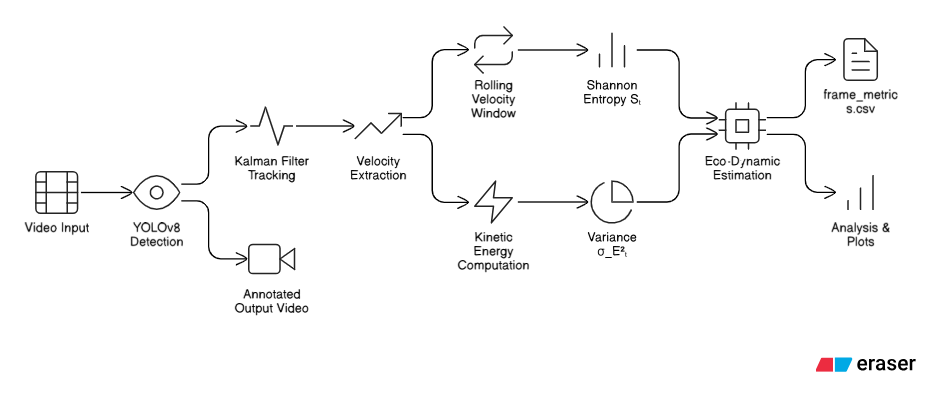 Video Input
YOLOv8
Detection
Kalman Filter
Tracking
Annotated
Output Video
Velocity
Extraction
Rolling
Velocity
Window
Shannon
Entropy Sₜ
Kinetic
Energy
Computation
Variance
σ_E²ₜ
Eco-Dynamic
Estimation
frame_metric
s.csv
Analysis &
Plots
eraser